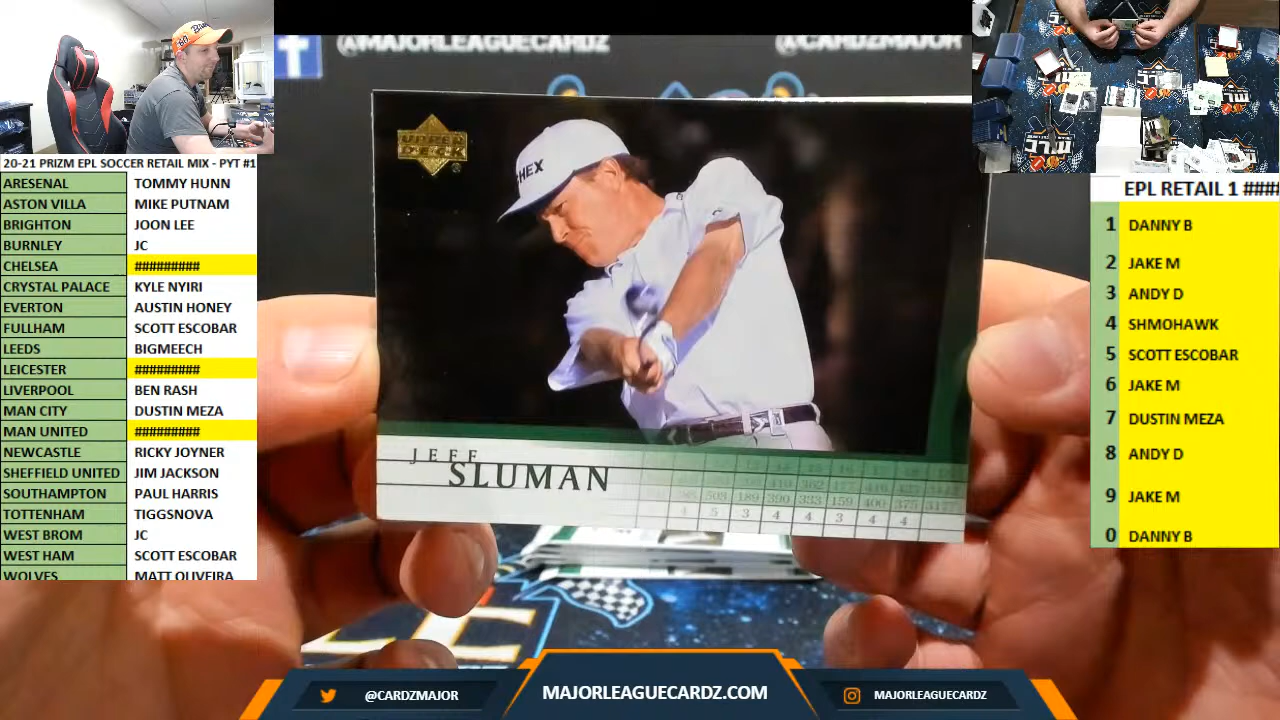 @MAJORLEAGUECARDZ
@CARDZMAJOR
20-21 PRIZM EPL SOCCER RETAIL MIX - PYT #1
ARESENAL TOMMY HUNN
ASTON VILLA MIKE PUTNAM
BRIGHTON JOON LEE
BURNLEY JC
CHELSEA #########
CRYSTAL PALACE KYLE NYIRI
EVERTON AUSTIN HONEY
FULLHAM SCOTT ESCOBAR
LEEDS BIGMEECH
LEICESTER #########
LIVERPOOL BEN RASH
MAN CITY DUSTIN MEZA
MAN UNITED #########
NEWCASTLE RICKY JOYNER
SHEFFIELD UNITED JIM JACKSON
SOUTHAMPTON PAUL HARRIS
TOTTENHAM TIGGSNOVA
WEST BROM JC
WEST HAM SCOTT ESCOBAR
WOLVES MATT OLIVEIRA
UPPER
DECK
JEFF
SLUMAN
EPL RETAIL 1 ####
1 DANNY B
2 JAKE M
3 ANDY D
4 SHMOHAWK
5 SCOTT ESCOBAR
6 JAKE M
7 DUSTIN MEZA
8 ANDY D
9 JAKE M
0 DANNY B
@CARDZMAJOR
MAJORLEAGUECARDZ.COM
MAJORLEAGUECARDZ